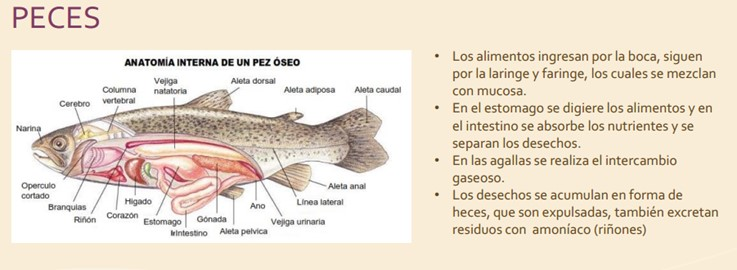 PECES
ANATOMÍA INTERNA DE UN PEZ ÓSEO
Vejiga
natatoria
Aleta dorsal
Columna
vertebral
Aleta adiposa
Aleta caudal
Cerebro
Narina
Operculo
cortado
Branquias
Riñón
Corazón
Higado
Estomago
Intestino
Gónada
Aleta pelvica
Ano
Vejiga urinaria
Línea lateral
Aleta anal
• Los alimentos ingresan por la boca, siguen
por la laringe y faringe, los cuales se mezclan
con mucosa.
• En el estomago se digiere los alimentos y en
el intestino se absorbe los nutrientes y se
separan los desechos.
• En las agallas se realiza el intercambio
gaseoso.
• Los desechos se acumulan en forma de
heces, que son expulsadas, también excretan
residuos con amoníaco (riñones)